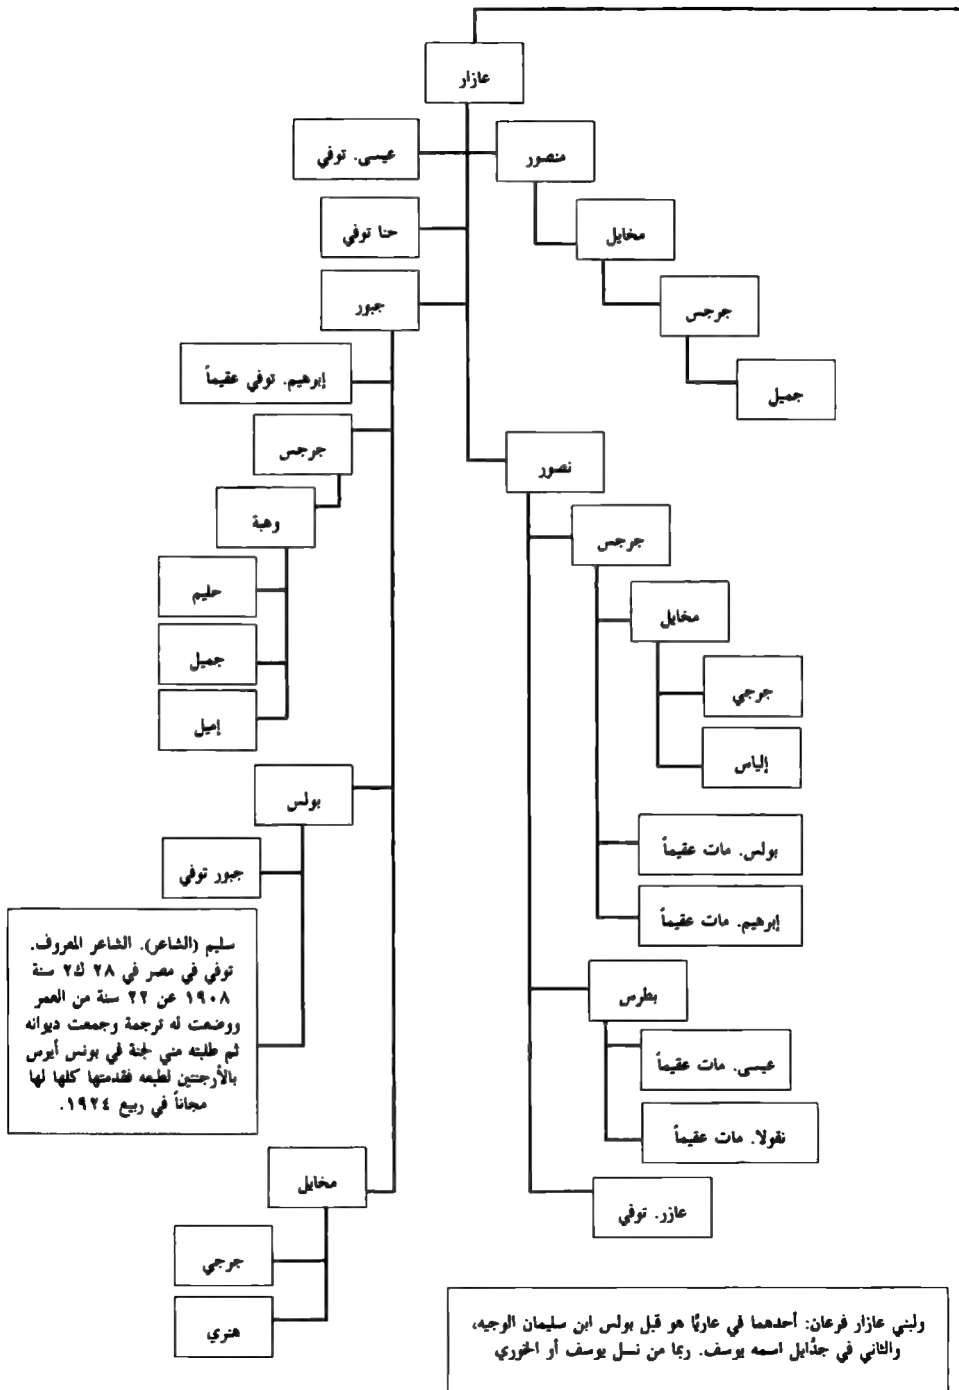 عازار
منصور
عيسى. توفي
مخايل
حنا توفي
جرجس
جبور
جميل
إبرهيم. توفي عقيماً
جرجس
نصور
وهبة
جرجس
حليم
مخايل
جميل
جرجي
إميل
إلياس
بولس
بولس. مات عقيماً
جبور توفي
إبرهيم. مات عقيماً
سليم (الشاعر). الشاعر المعروف.
توفي في مصر في ٢٨ ك٢ سنة
١٩٠٨ عن ٢٢ سنة من العمر
ووضعت له ترجمة وجمعت ديوانه
ثم طلبته مني لجنة في بونس أيرس
بالأرجنتين لطبعه فقدمتها كلها لها
مجاناً في ربيع ١٩٢٤.
بطرس
عيسى. مات عقيماً
نقولا. مات عقيماً
مخايل
عازر. توفي
جرجي
هنري
ولبني عازار فرعان: أحدهما في عاريّا هو قبل بولس ابن سليمان الوجيه،
والثاني في جدّايل اسمه يوسف. ربما من نسل يوسف أو الخوري